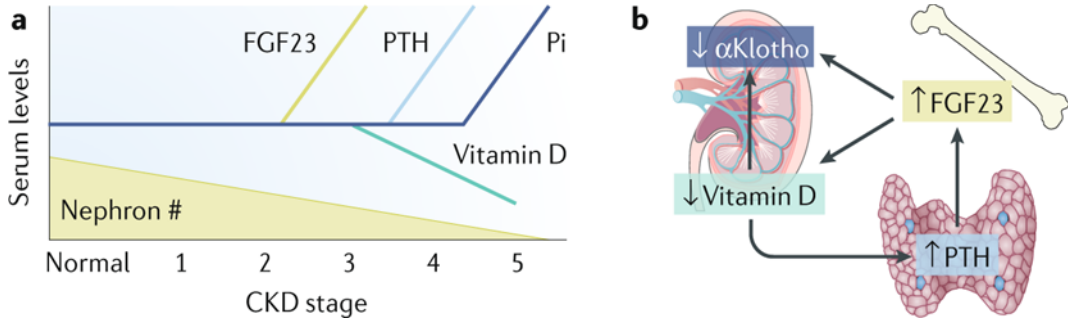 a
Serum levels
FGF23
PTH
Pi
Vitamin D
Nephron #
Normal 1 2 3 4 5
CKD stage
b
↓ αKlotho
↑ FGF23
↓ Vitamin D
↑ PTH